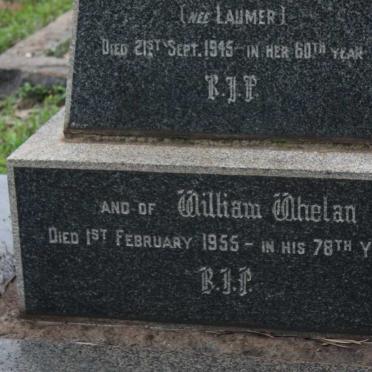 (NEE LAUMER)
DIED 21ST SEPT. 1945 - IN HER 60TH YEAR
R.I.P.
AND OF William Whelan
DIED 1ST FEBRUARY 1955 - IN HIS 78TH Y
R.I.P.